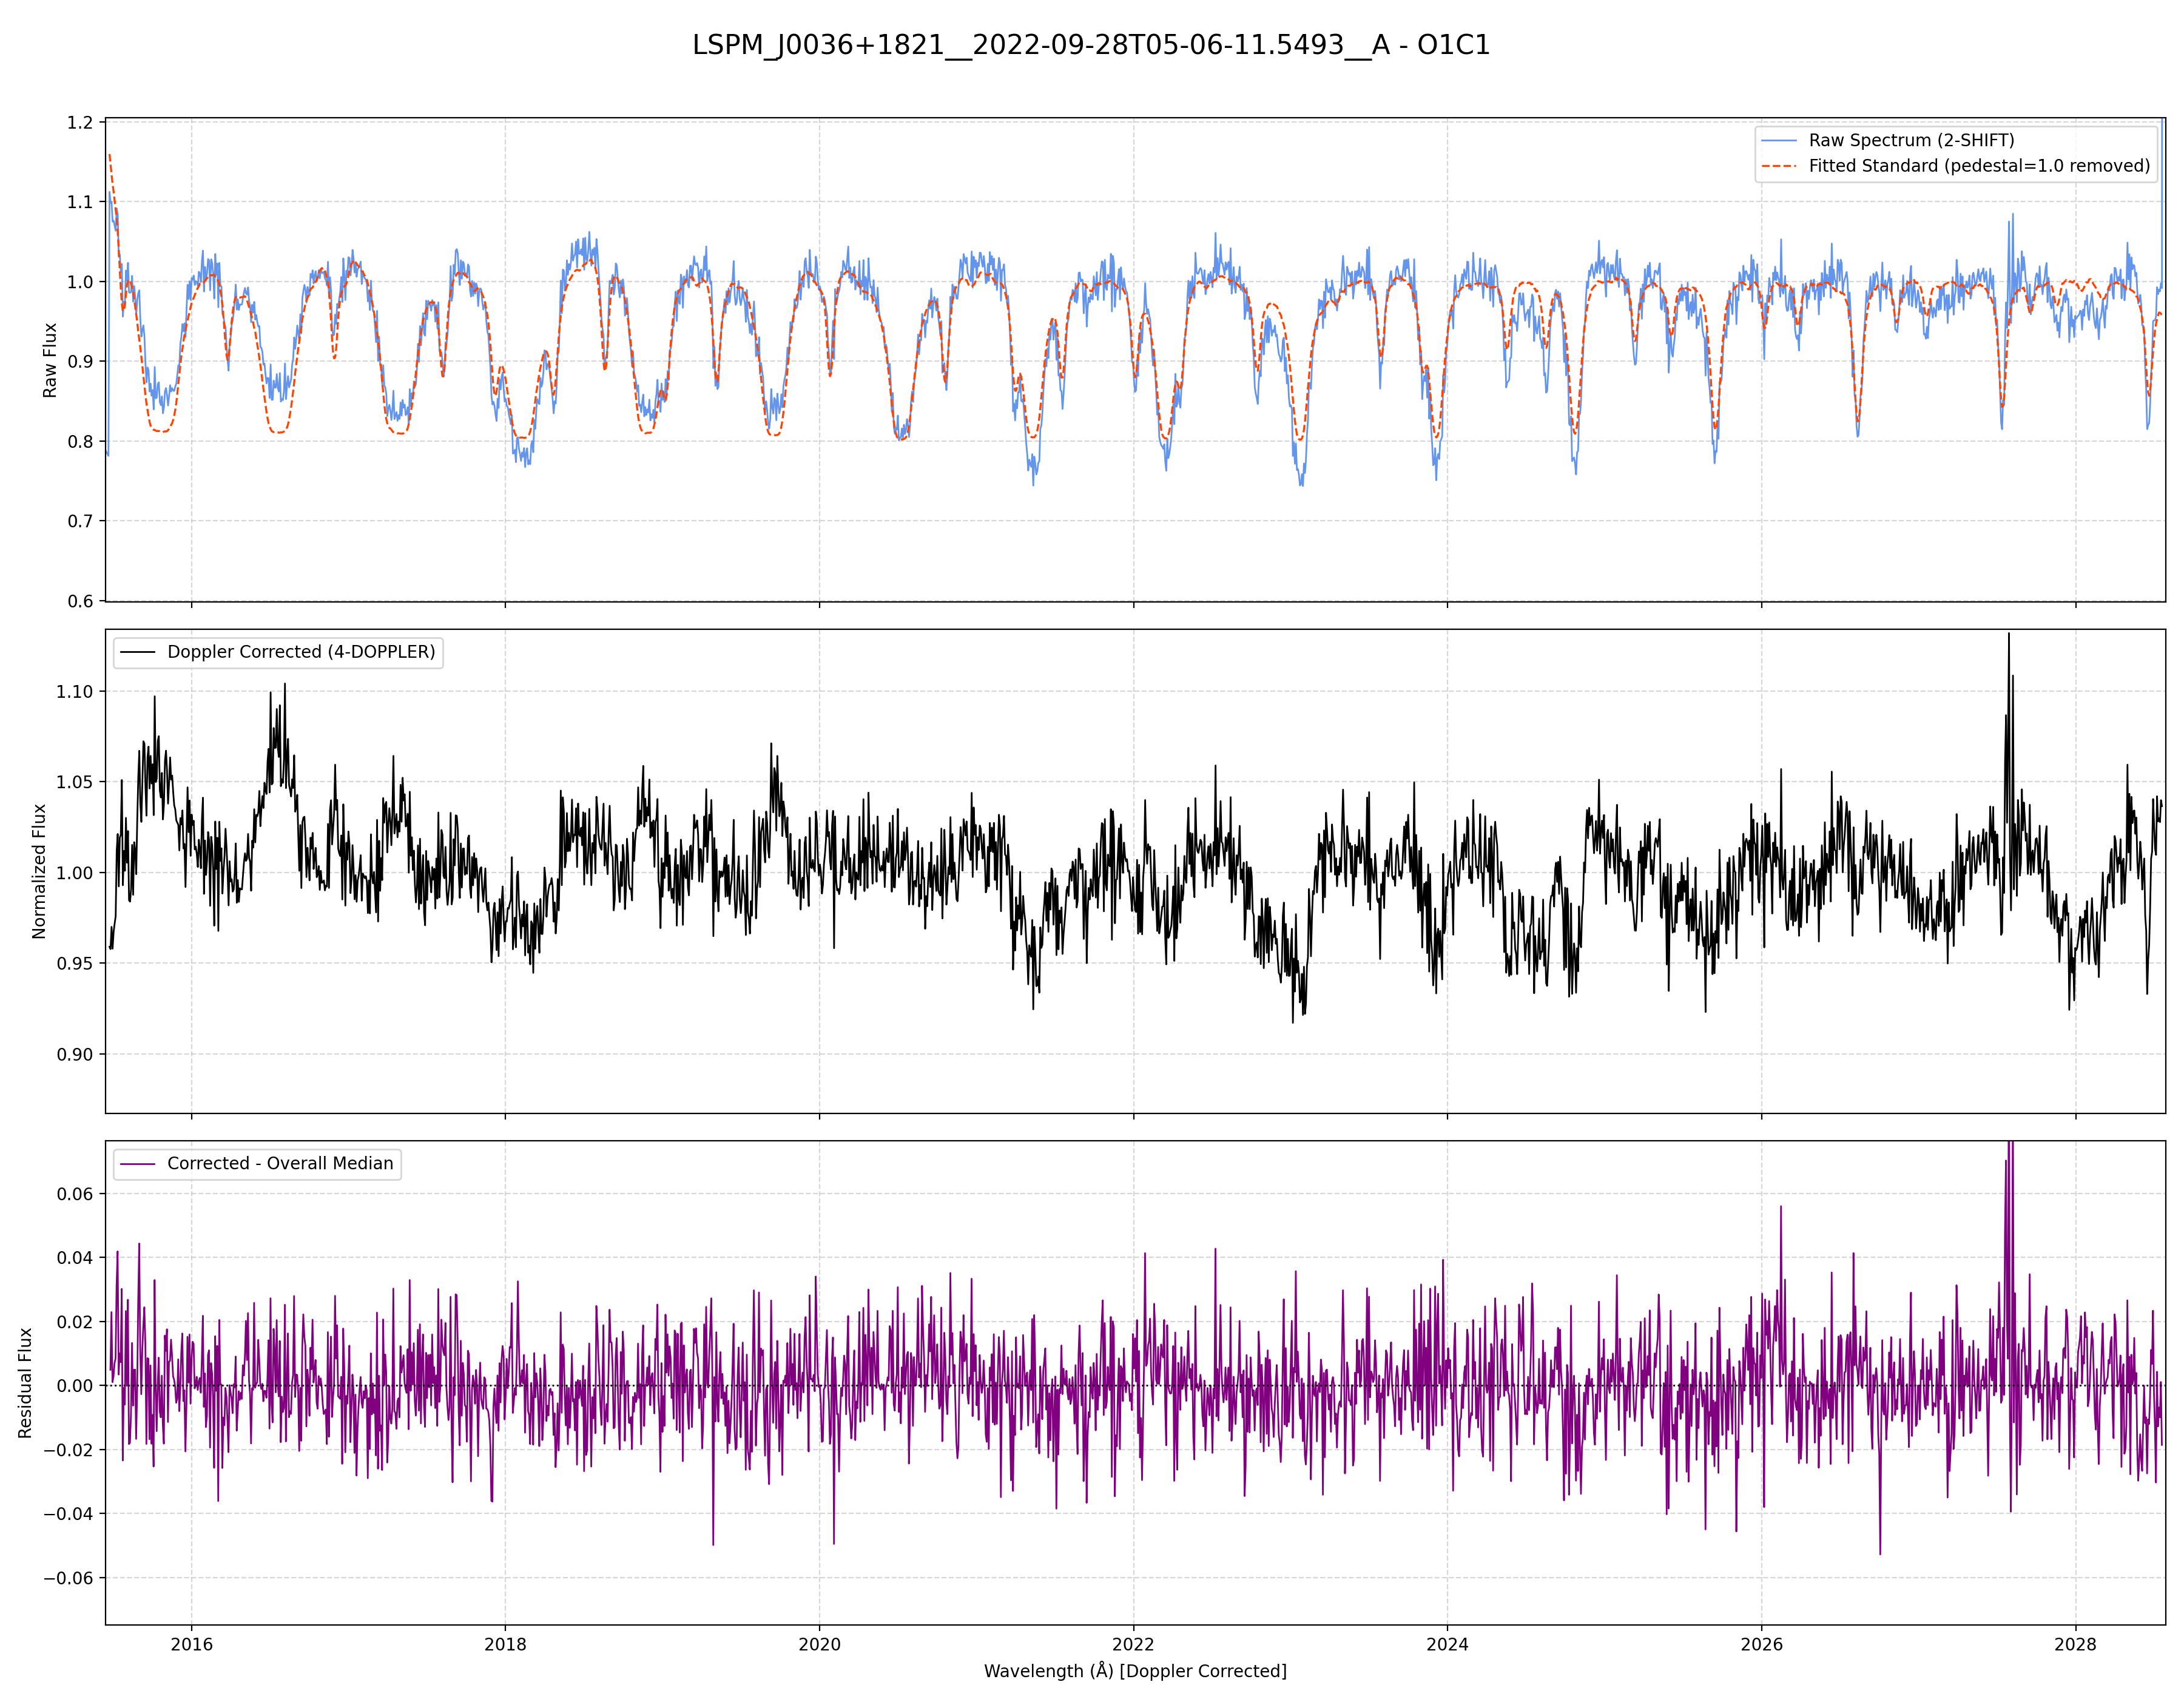 LSPM_J0036+1821__2022-09-28T05-06-11.5493__A - O1C1
Raw Spectrum (2-SHIFT)
Fitted Standard (pedestal=1.0 removed)
Raw Flux
1.2
1.1
1.0
0.9
0.8
0.7
0.6
Doppler Corrected (4-DOPPLER)
Normalized Flux
1.10
1.05
1.00
0.95
0.90
Corrected - Overall Median
Residual Flux
0.06
0.04
0.02
0.00
−0.02
−0.04
−0.06
2016 2018 2020 2022 2024 2026 2028
Wavelength (Å) [Doppler Corrected]